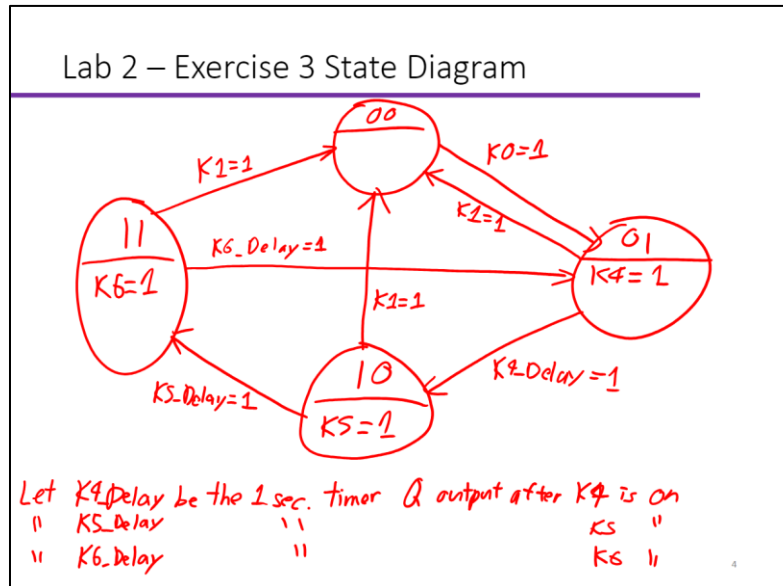 Lab 2 – Exercise 3 State Diagram
00
K1=1
K0=1
K1=1
11
K6=1
K6_Delay=1
01
K4=1
K1=1
10
K5=1
K5_Delay=1
K4_Delay=1
Let K4_Delay be the 1 sec. timer Q output after K4 is on
" K5_Delay " K5 "
" K6_Delay " K6 "
4